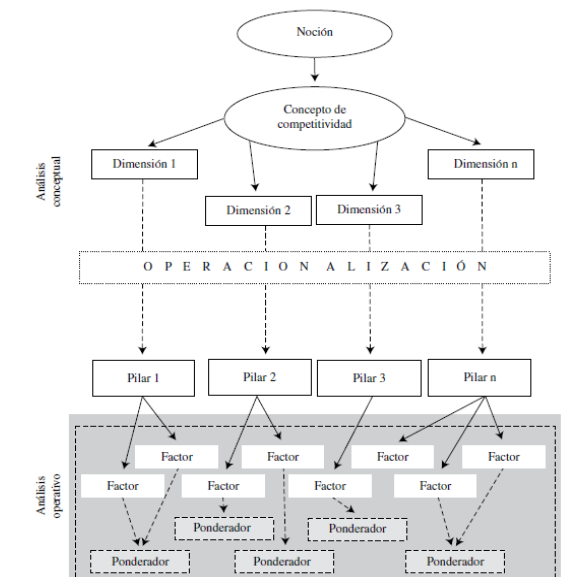 Noción
Concepto de
competitividad
Análisis
conceptual
Dimensión 1
Dimensión n
Dimensión 2
Dimensión 3
O P E R A C I O N A L I Z A C I Ó N
Pilar 1
Pilar 2
Pilar 3
Pilar n
Análisis
operativo
Factor
Factor
Factor
Factor
Factor
Factor
Factor
Factor
Ponderador
Ponderador
Ponderador
Ponderador
Ponderador